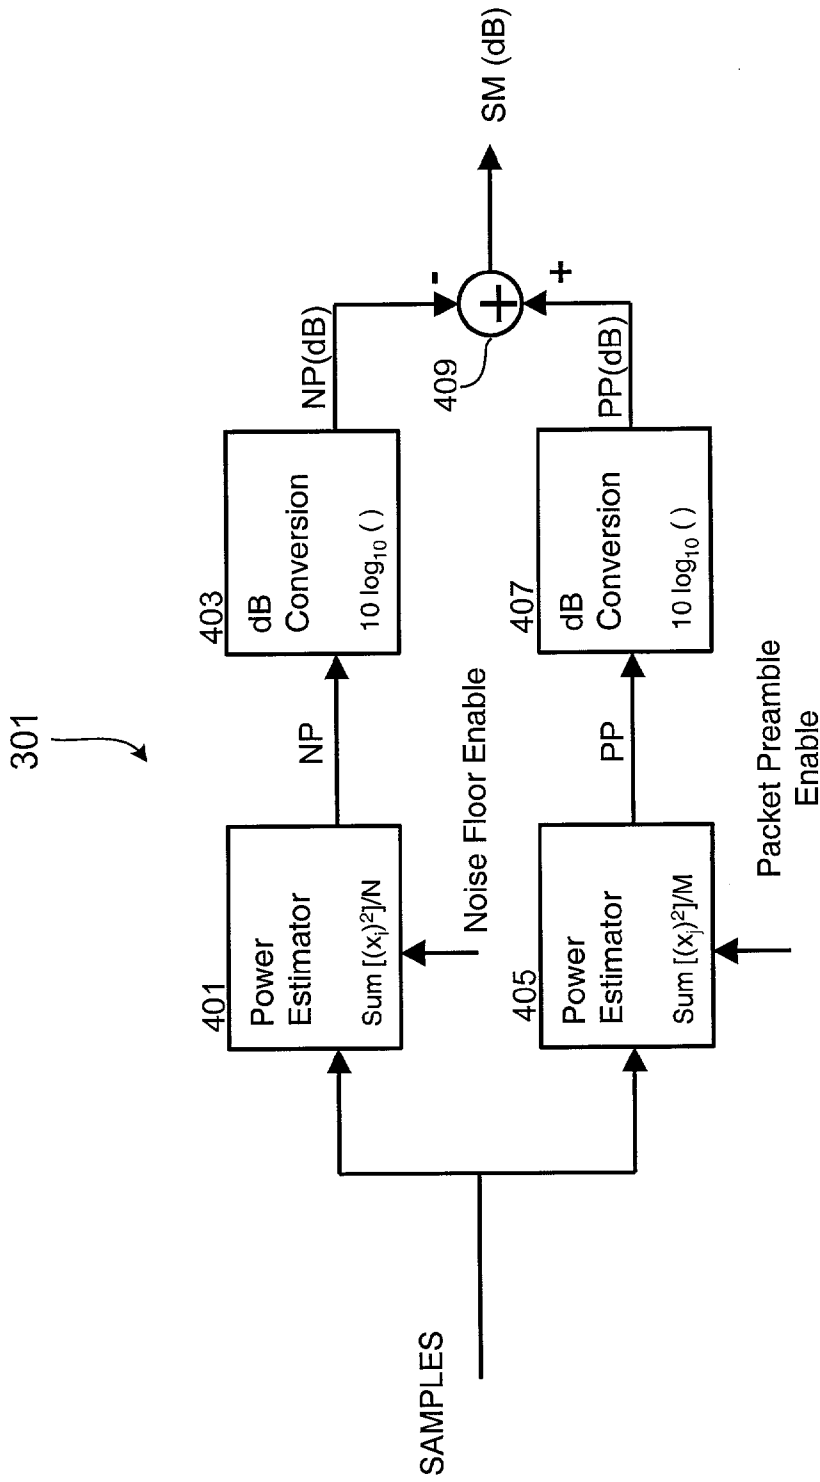 301
SAMPLES
401
Power
Estimator
Sum [(xᵢ)²]/N
Noise Floor Enable
NP
403
dB
Conversion
10 log₁₀ ( )
NP(dB)
405
Power
Estimator
Sum [(xⱼ)²]/M
Packet Preamble
Enable
PP
407
dB
Conversion
10 log₁₀ ( )
PP(dB)
-
+
+
409
SM (dB)